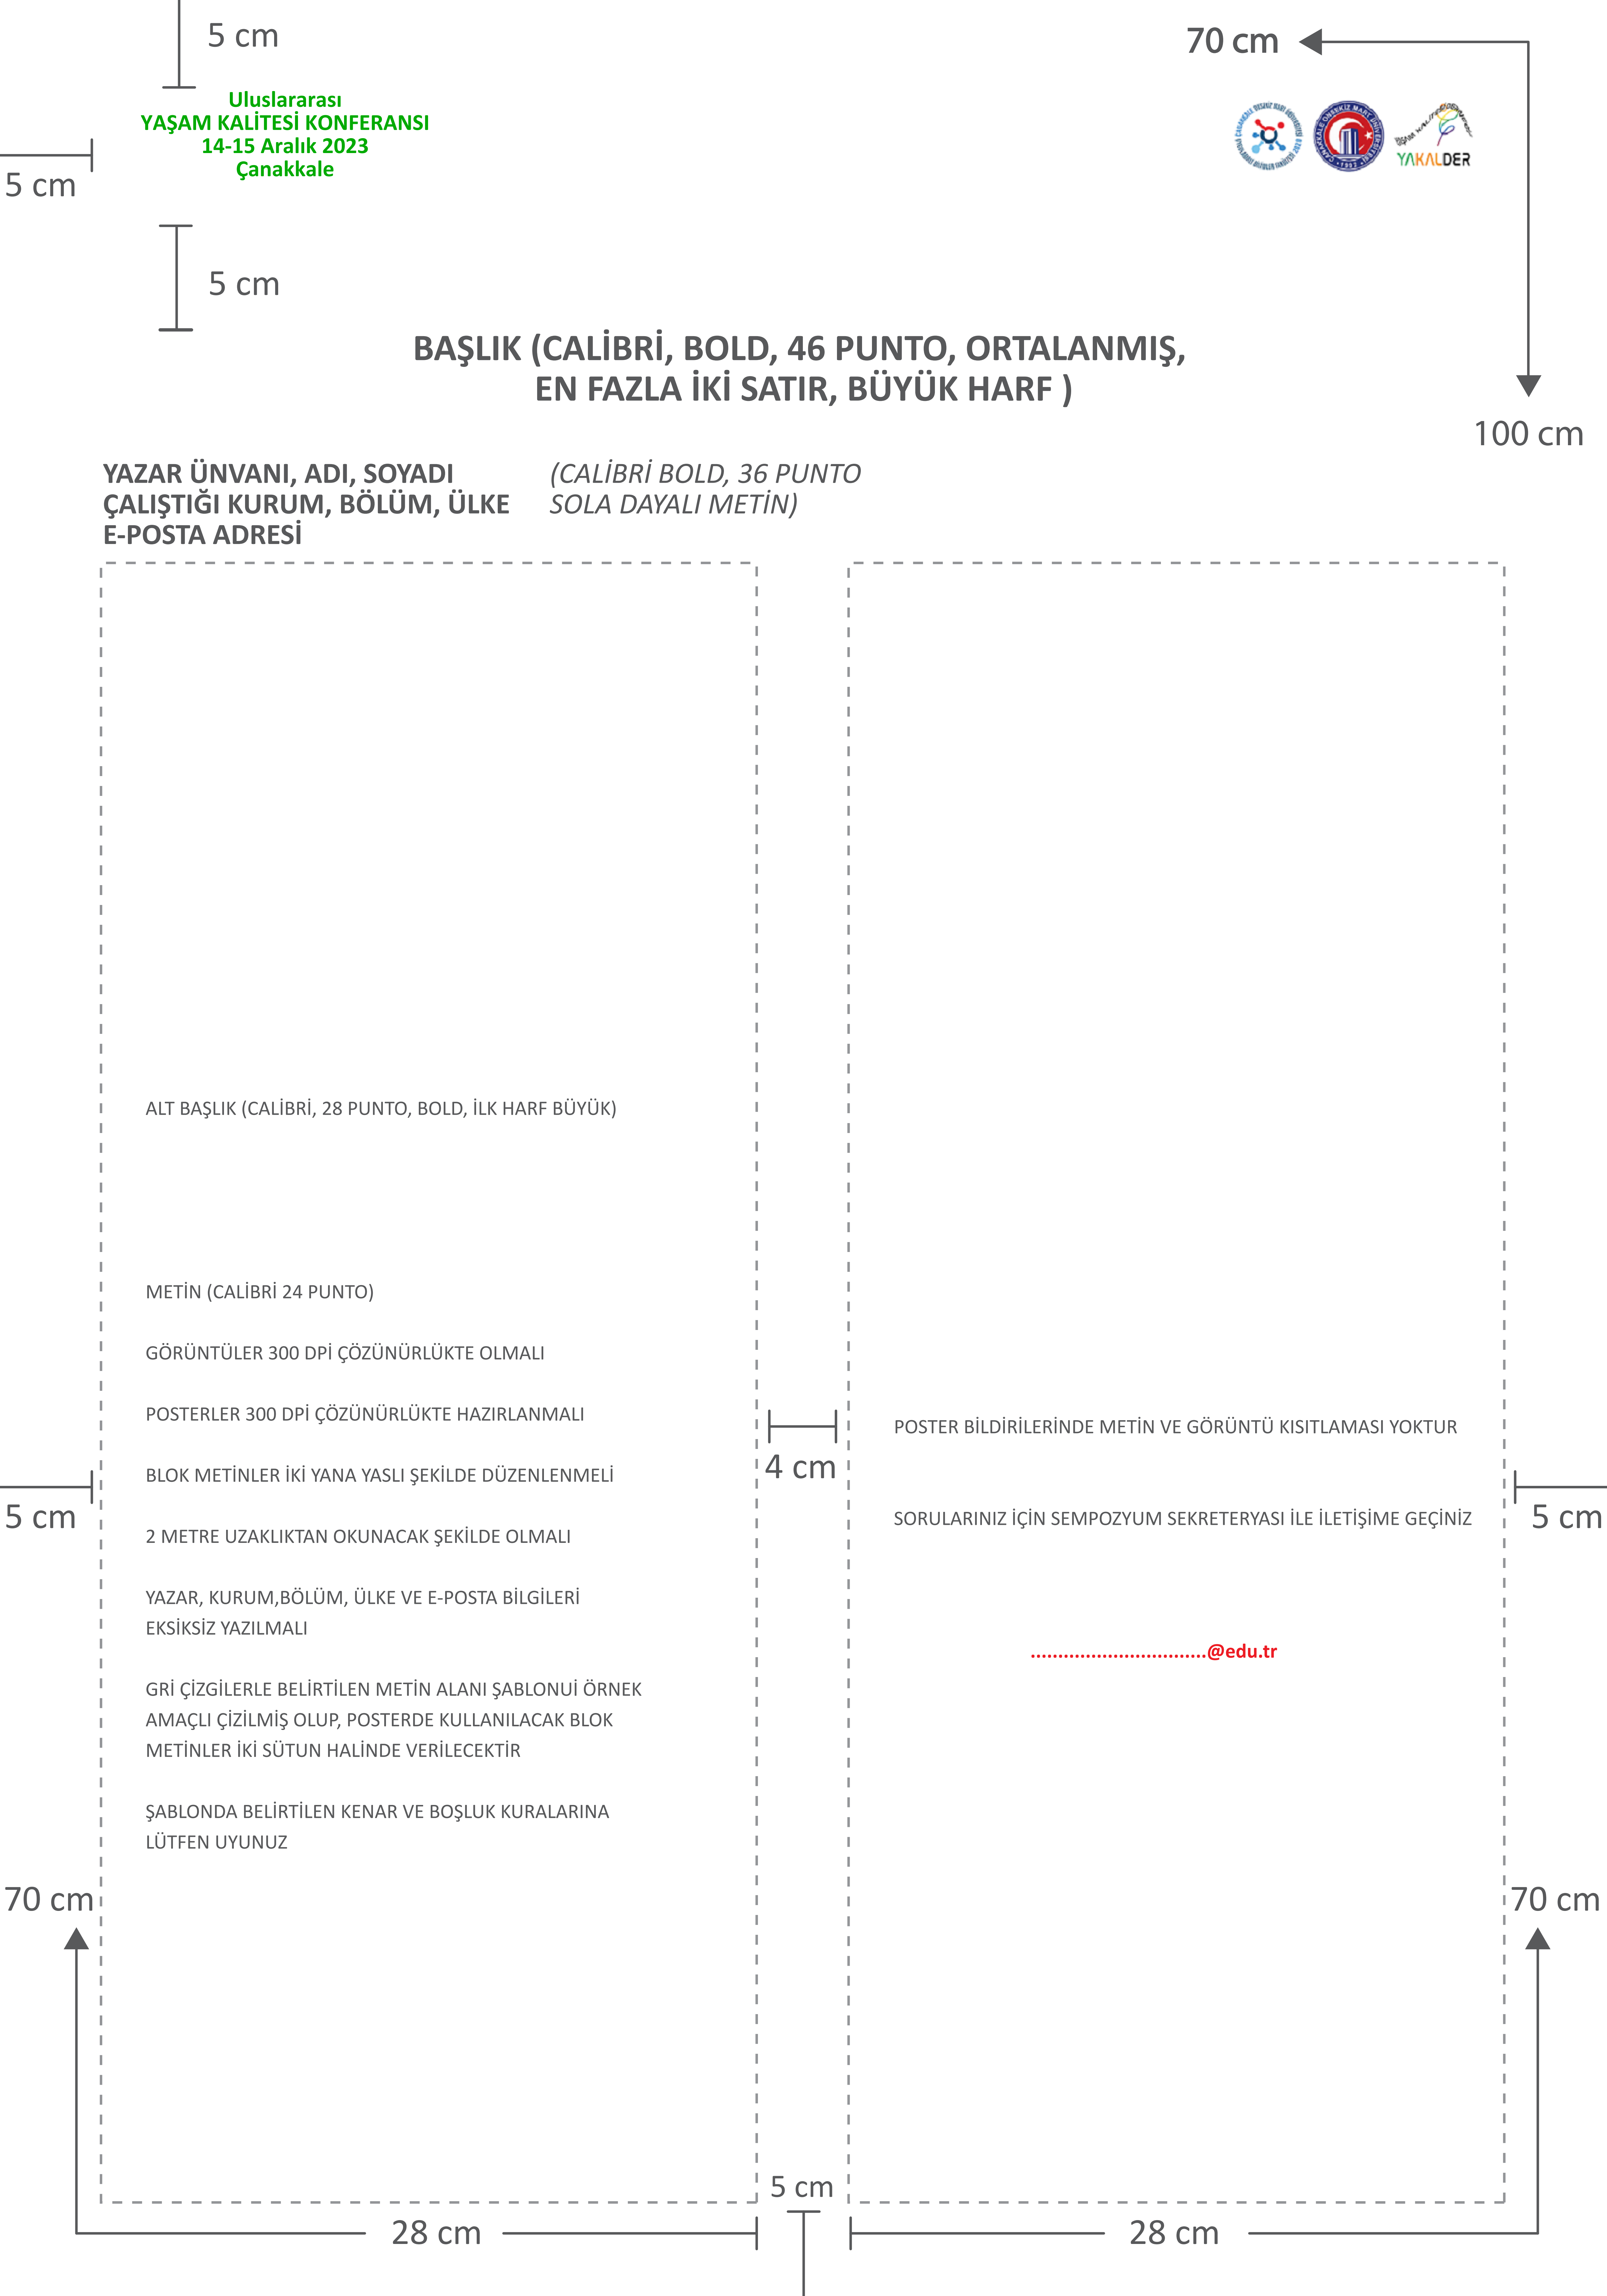 5 cm
70 cm
Uluslararası
YAŞAM KALİTESİ KONFERANSI
14-15 Aralık 2023
Çanakkale
YAKALDER
5 cm
5 cm
BAŞLIK (CALİBRİ, BOLD, 46 PUNTO, ORTALANMIŞ,
EN FAZLA İKİ SATIR, BÜYÜK HARF )
100 cm
YAZAR ÜNVANI, ADI, SOYADI
ÇALIŞTIĞI KURUM, BÖLÜM, ÜLKE
E-POSTA ADRESİ
(CALİBRİ BOLD, 36 PUNTO
SOLA DAYALI METİN)
ALT BAŞLIK (CALİBRİ, 28 PUNTO, BOLD, İLK HARF BÜYÜK)
METİN (CALİBRİ 24 PUNTO)
GÖRÜNTÜLER 300 DPİ ÇÖZÜNÜRLÜKTE OLMALI
POSTERLER 300 DPİ ÇÖZÜNÜRLÜKTE HAZIRLANMALI
BLOK METİNLER İKİ YANA YASLI ŞEKİLDE DÜZENLENMELİ
2 METRE UZAKLIKTAN OKUNACAK ŞEKİLDE OLMALI
YAZAR, KURUM,BÖLÜM, ÜLKE VE E-POSTA BİLGİLERİ
EKSİKSİZ YAZILMALI
GRİ ÇİZGİLERLE BELİRTİLEN METİN ALANI ŞABLONUİ ÖRNEK
AMAÇLI ÇİZİLMİŞ OLUP, POSTERDE KULLANILACAK BLOK
METİNLER İKİ SÜTUN HALİNDE VERİLECEKTİR
ŞABLONDA BELİRTİLEN KENAR VE BOŞLUK KURALARINA
LÜTFEN UYUNUZ
4 cm
POSTER BİLDİRİLERİNDE METİN VE GÖRÜNTÜ KISITLAMASI YOKTUR
SORULARINIZ İÇİN SEMPOZYUM SEKRETERYASI İLE İLETİŞİME GEÇİNİZ
................................@edu.tr
5 cm
5 cm
70 cm
70 cm
5 cm
28 cm
28 cm